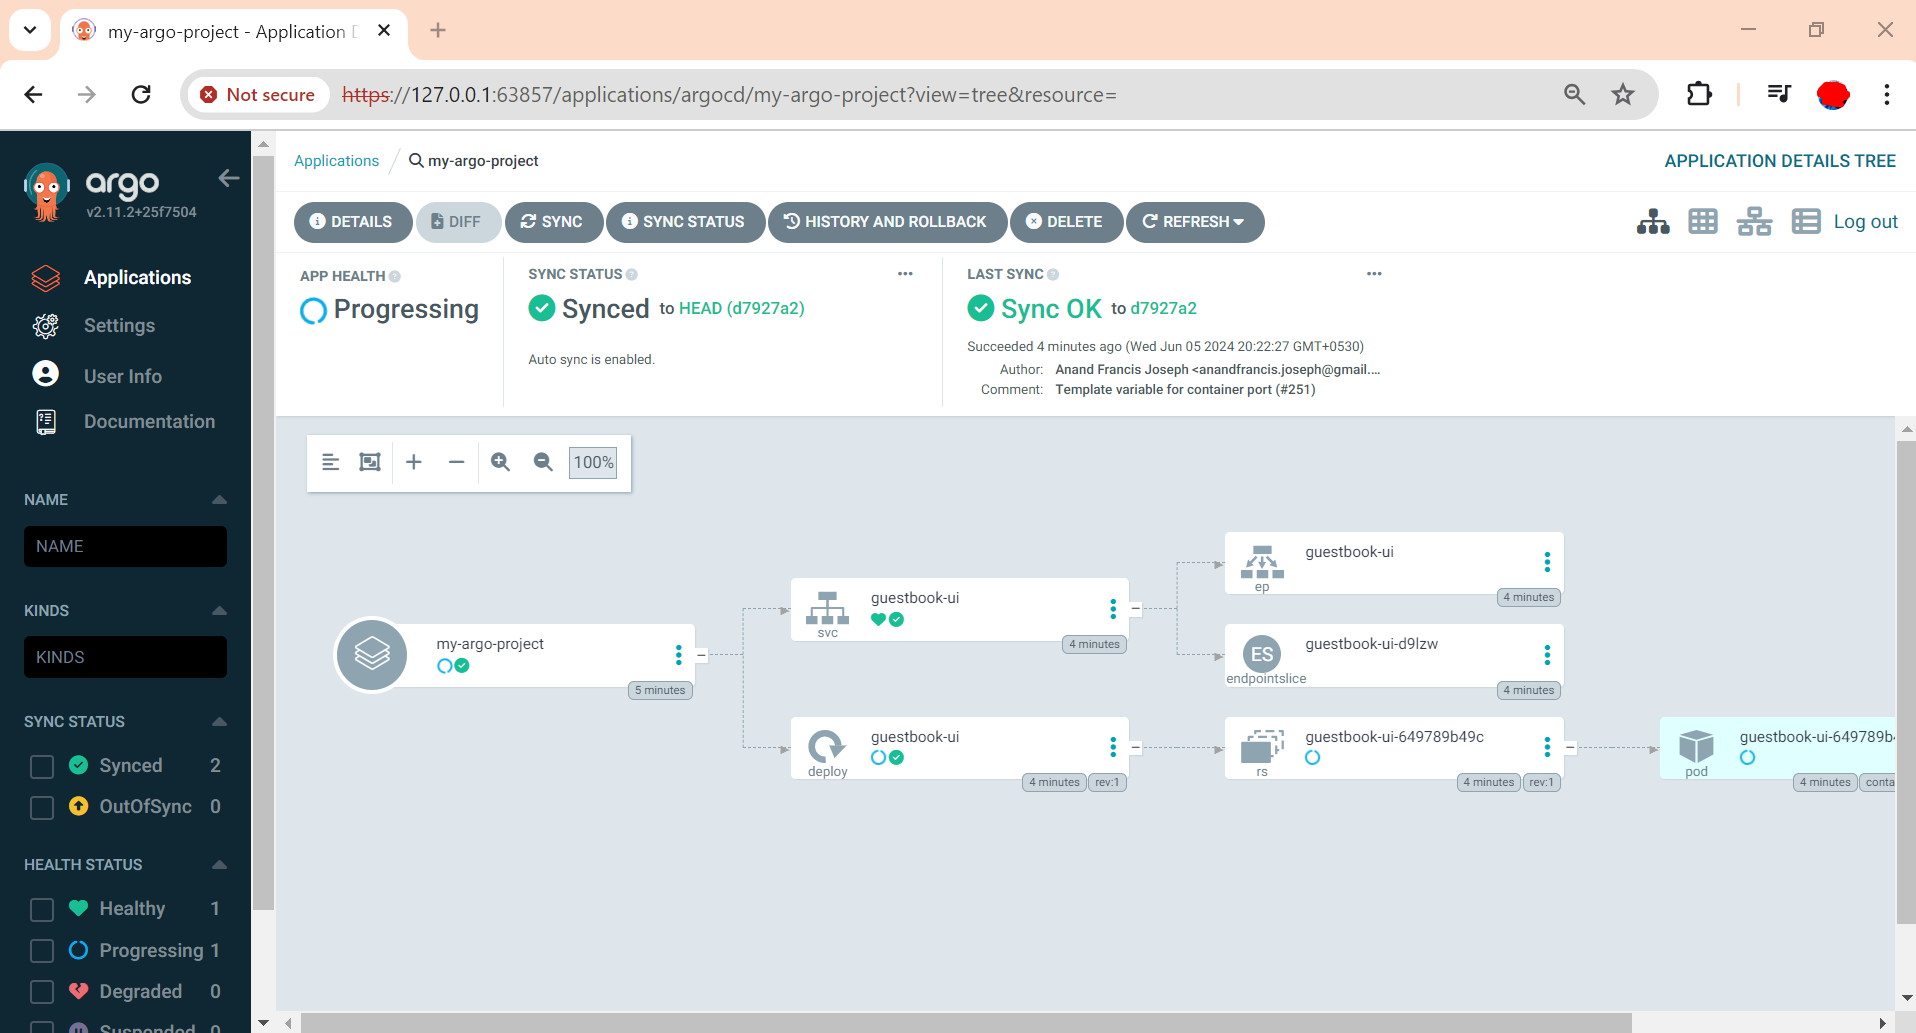 my-argo-project - Application
Not secure
https://127.0.0.1:63857/applications/argocd/my-argo-project?view=tree&resource=
argo
v2.11.2+25f7504
Applications
Settings
User Info
Documentation
NAME
NAME
KINDS
KINDS
SYNC STATUS
Synced 2
OutOfSync 0
HEALTH STATUS
Healthy 1
Progressing 1
Degraded 0
Suspended 0
Applications / my-argo-project
APPLICATION DETAILS TREE
DETAILS DIFF SYNC SYNC STATUS HISTORY AND ROLLBACK DELETE REFRESH
Log out
APP HEALTH
Progressing
SYNC STATUS
Synced to HEAD (d7927a2)
Auto sync is enabled.
LAST SYNC
Sync OK to d7927a2
Succeeded 4 minutes ago (Wed Jun 05 2024 20:22:27 GMT+0530)
Author: Anand Francis Joseph <anandfrancis.joseph@gmail....
Comment: Template variable for container port (#251)
100%
my-argo-project
5 minutes
guestbook-ui
svc
4 minutes
guestbook-ui
deploy
4 minutes rev:1
guestbook-ui
ep
4 minutes
ES
guestbook-ui-d9lzw
endpointslice
4 minutes
guestbook-ui-649789b49c
rs
4 minutes rev:1
guestbook-ui-649789b4
pod
4 minutes conta